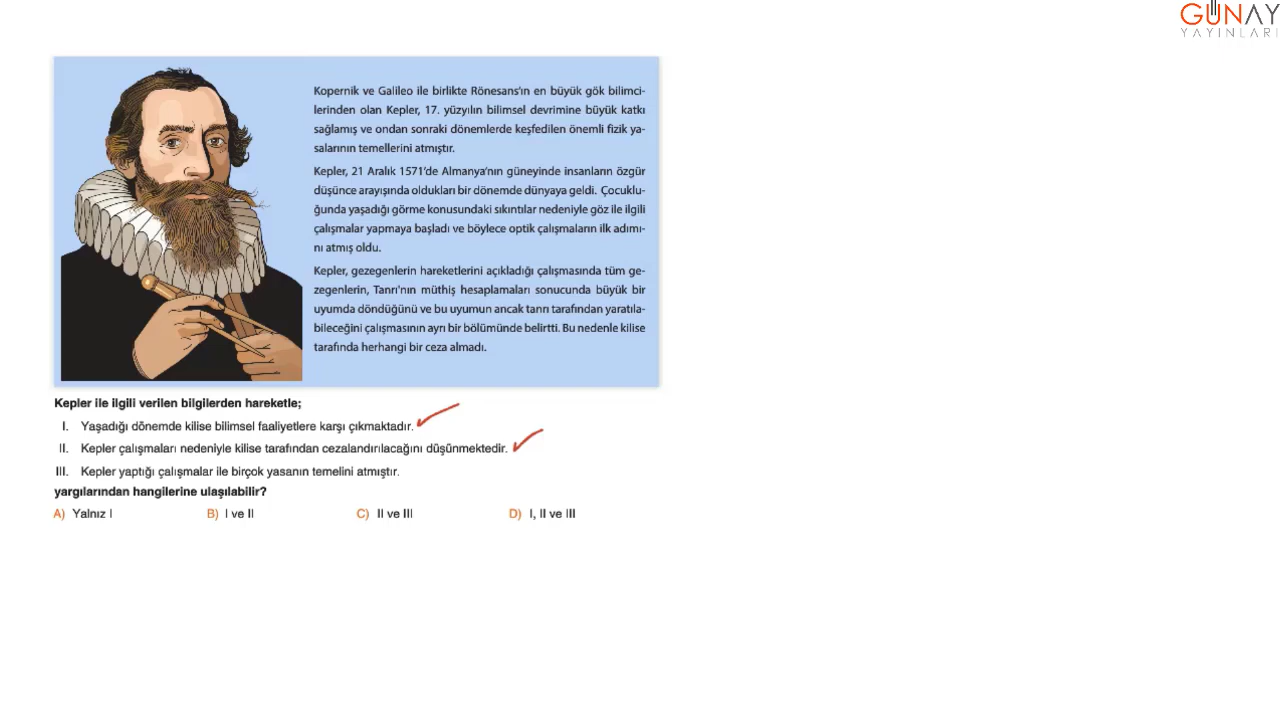 GÜNAY
YAYINLARI
Kopernik ve Galileo ile birlikte Rönesans'ın en büyük gök bilimci-
lerinden olan Kepler, 17. yüzyılın bilimsel devrimine büyük katkı
sağlamış ve ondan sonraki dönemlerde keşfedilen önemli fizik ya-
salarının temellerini atmıştır.
Kepler, 21 Aralık 1571'de Almanya'nın güneyinde insanların özgür
düşünce arayışında oldukları bir dönemde dünyaya geldi. Çocuklu-
ğunda yaşadığı görme konusundaki sıkıntılar nedeniyle göz ile ilgili
çalışmalar yapmaya başladı ve böylece optik çalışmaların ilk adımı-
nı atmış oldu.
Kepler, gezegenlerin hareketlerini açıkladığı çalışmasında tüm ge-
zegenlerin, Tanrı'nın müthiş hesaplamaları sonucunda büyük bir
uyumda döndüğünü ve bu uyumun ancak tanrı tarafından yaratıla-
bileceğini çalışmasının ayrı bir bölümünde belirtti. Bu nedenle kilise
tarafında herhangi bir ceza almadı.
Kepler ile ilgili verilen bilgilerden hareketle;
I. Yaşadığı dönemde kilise bilimsel faaliyetlere karşı çıkmaktadır.
II. Kepler çalışmaları nedeniyle kilise tarafından cezalandırılacağını düşünmektedir.
III. Kepler yaptığı çalışmalar ile birçok yasanın temelini atmıştır.
yargılarından hangilerine ulaşılabilir?
A) Yalnız I B) I ve II C) II ve III D) I, II ve III